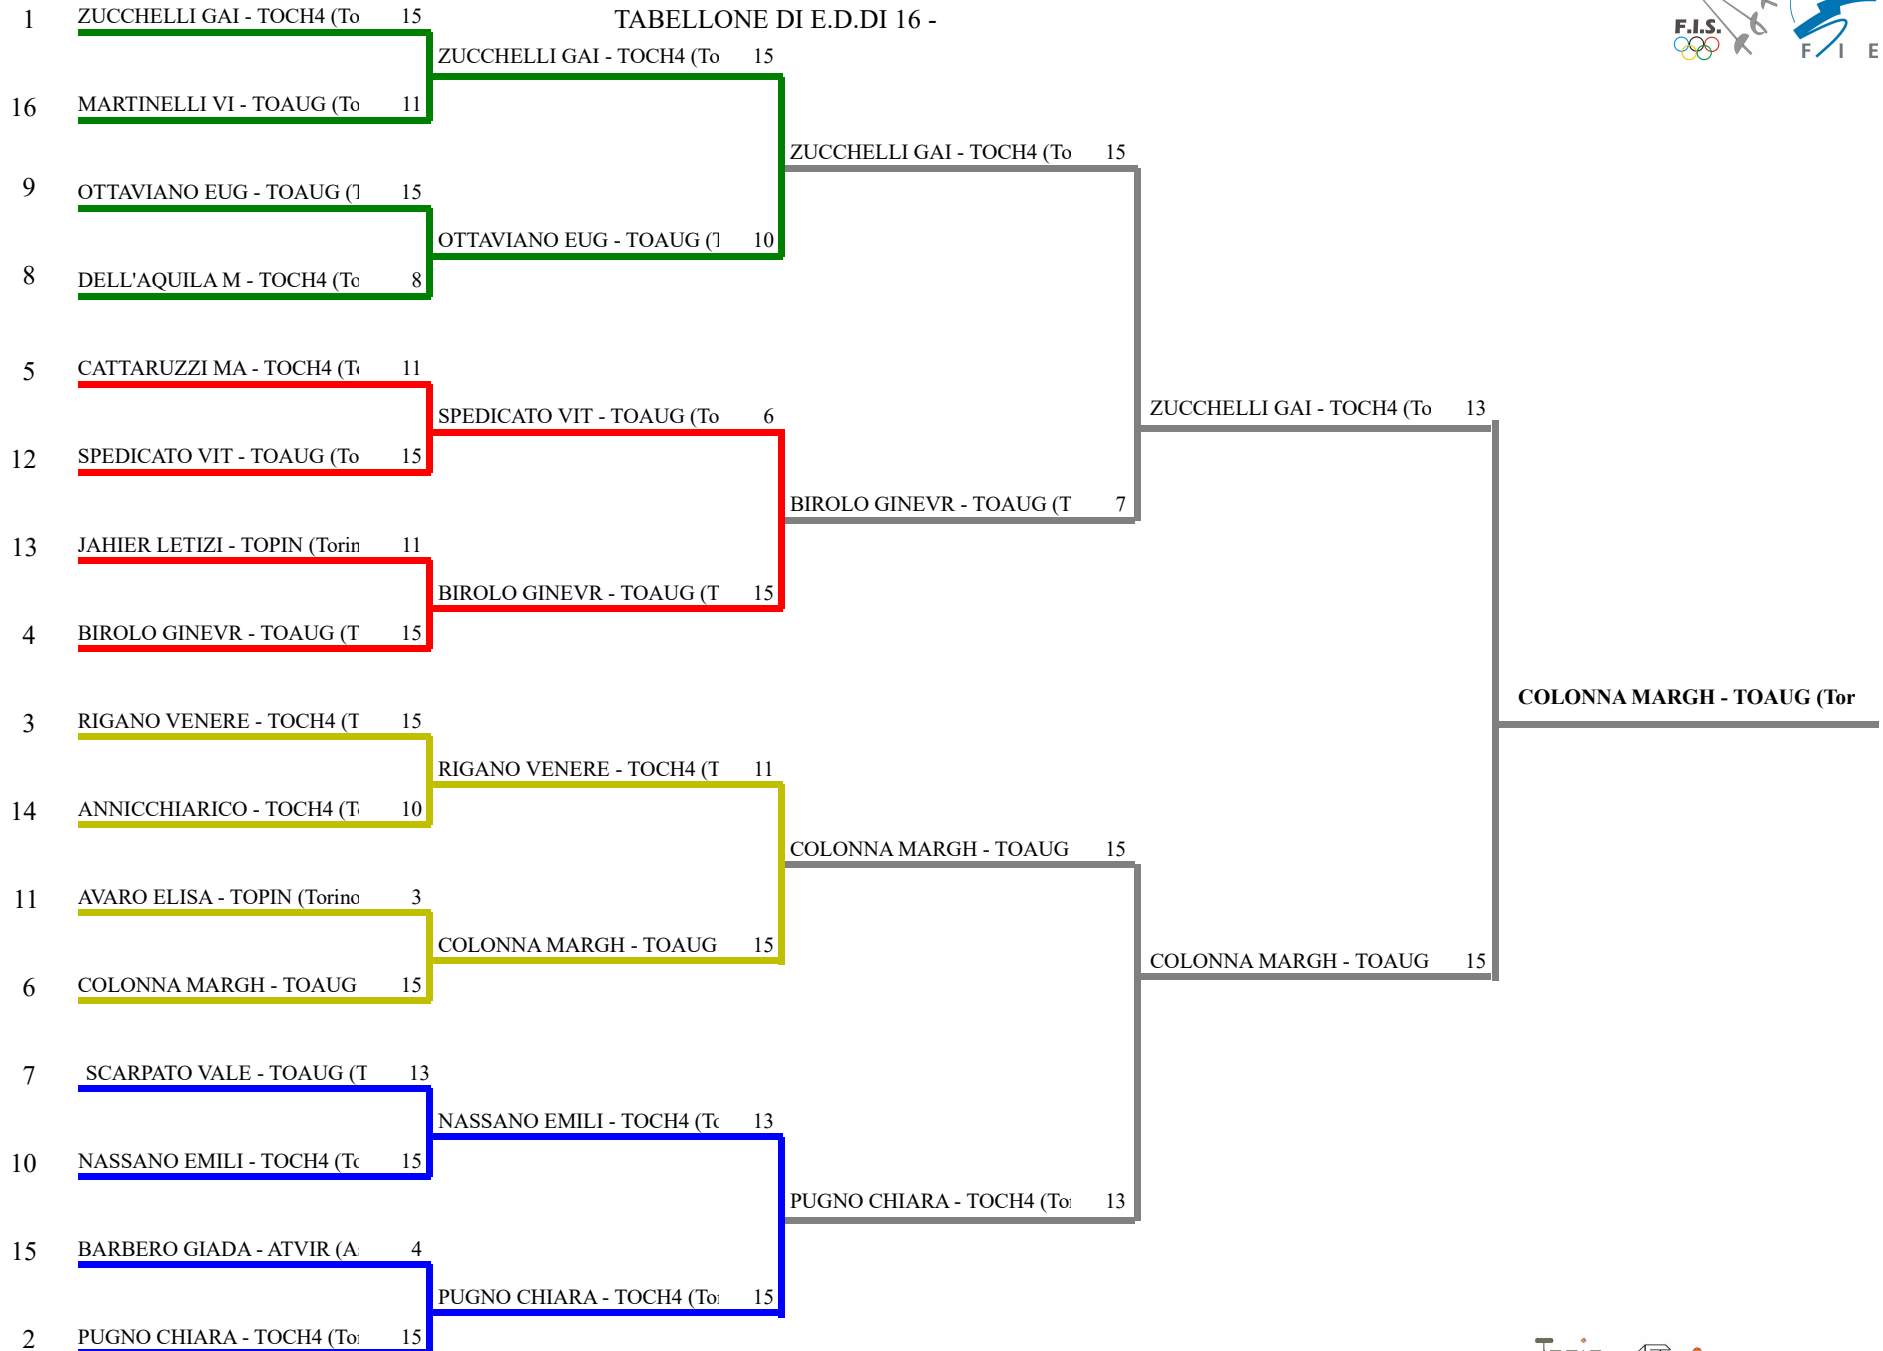 TABELLONE DI E.D.DI 16 -
F.I.S.
F I E
1 ZUCCHELLI GAI - TOCH4 (To 15
16 MARTINELLI VI - TOAUG (To 11
9 OTTAVIANO EUG - TOAUG (T 15
8 DELL'AQUILA M - TOCH4 (To 8
5 CATTARUZZI MA - TOCH4 (To 11
12 SPEDICATO VIT - TOAUG (To 15
13 JAHIER LETIZI - TOPIN (Torin 11
4 BIROLO GINEVR - TOAUG (T 15
3 RIGANO VENERE - TOCH4 (T 15
14 ANNICCHIARICO - TOCH4 (T 10
11 AVARO ELISA - TOPIN (Torino 3
6 COLONNA MARGH - TOAUG 15
7 SCARPATO VALE - TOAUG (T 13
10 NASSANO EMILI - TOCH4 (To 15
15 BARBERO GIADA - ATVIR (A 4
2 PUGNO CHIARA - TOCH4 (To 15
ZUCCHELLI GAI - TOCH4 (To 15
OTTAVIANO EUG - TOAUG (T 10
SPEDICATO VIT - TOAUG (To 6
BIROLO GINEVR - TOAUG (T 15
RIGANO VENERE - TOCH4 (T 11
COLONNA MARGH - TOAUG 15
NASSANO EMILI - TOCH4 (To 13
PUGNO CHIARA - TOCH4 (To 15
ZUCCHELLI GAI - TOCH4 (To 15
BIROLO GINEVR - TOAUG (T 7
COLONNA MARGH - TOAUG 15
PUGNO CHIARA - TOCH4 (To 13
ZUCCHELLI GAI - TOCH4 (To 13
COLONNA MARGH - TOAUG 15
COLONNA MARGH - TOAUG (Tor